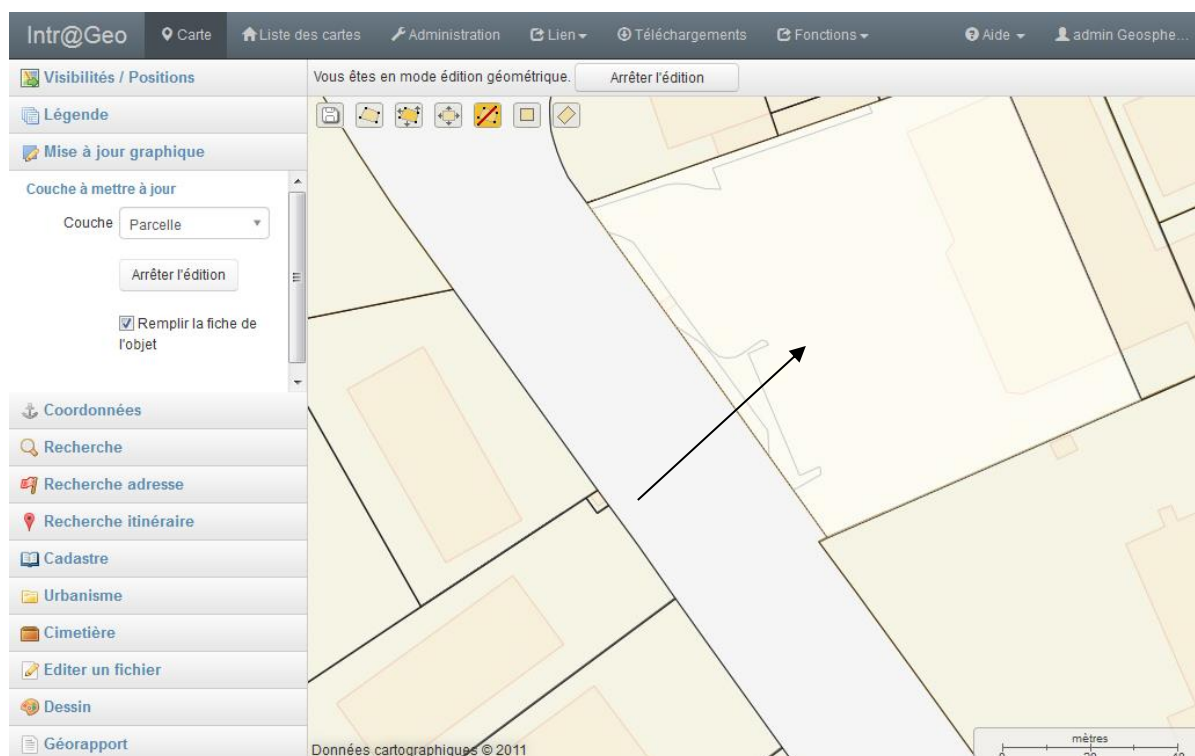 Intr@Geo Carte Liste des cartes Administration Lien Téléchargements Fonctions Aide admin Geosphe...
Visibilités / Positions
Vous êtes en mode édition géométrique. Arrêter l'édition
Légende
Mise à jour graphique
Couche à mettre à jour
Couche Parcelle
Arrêter l'édition
Remplir la fiche de
l'objet
Coordonnées
Recherche
Recherche adresse
Recherche itinéraire
Cadastre
Urbanisme
Cimetière
Editer un fichier
Dessin
Géorapport
Données cartographiques © 2011
mètres
0 20 40